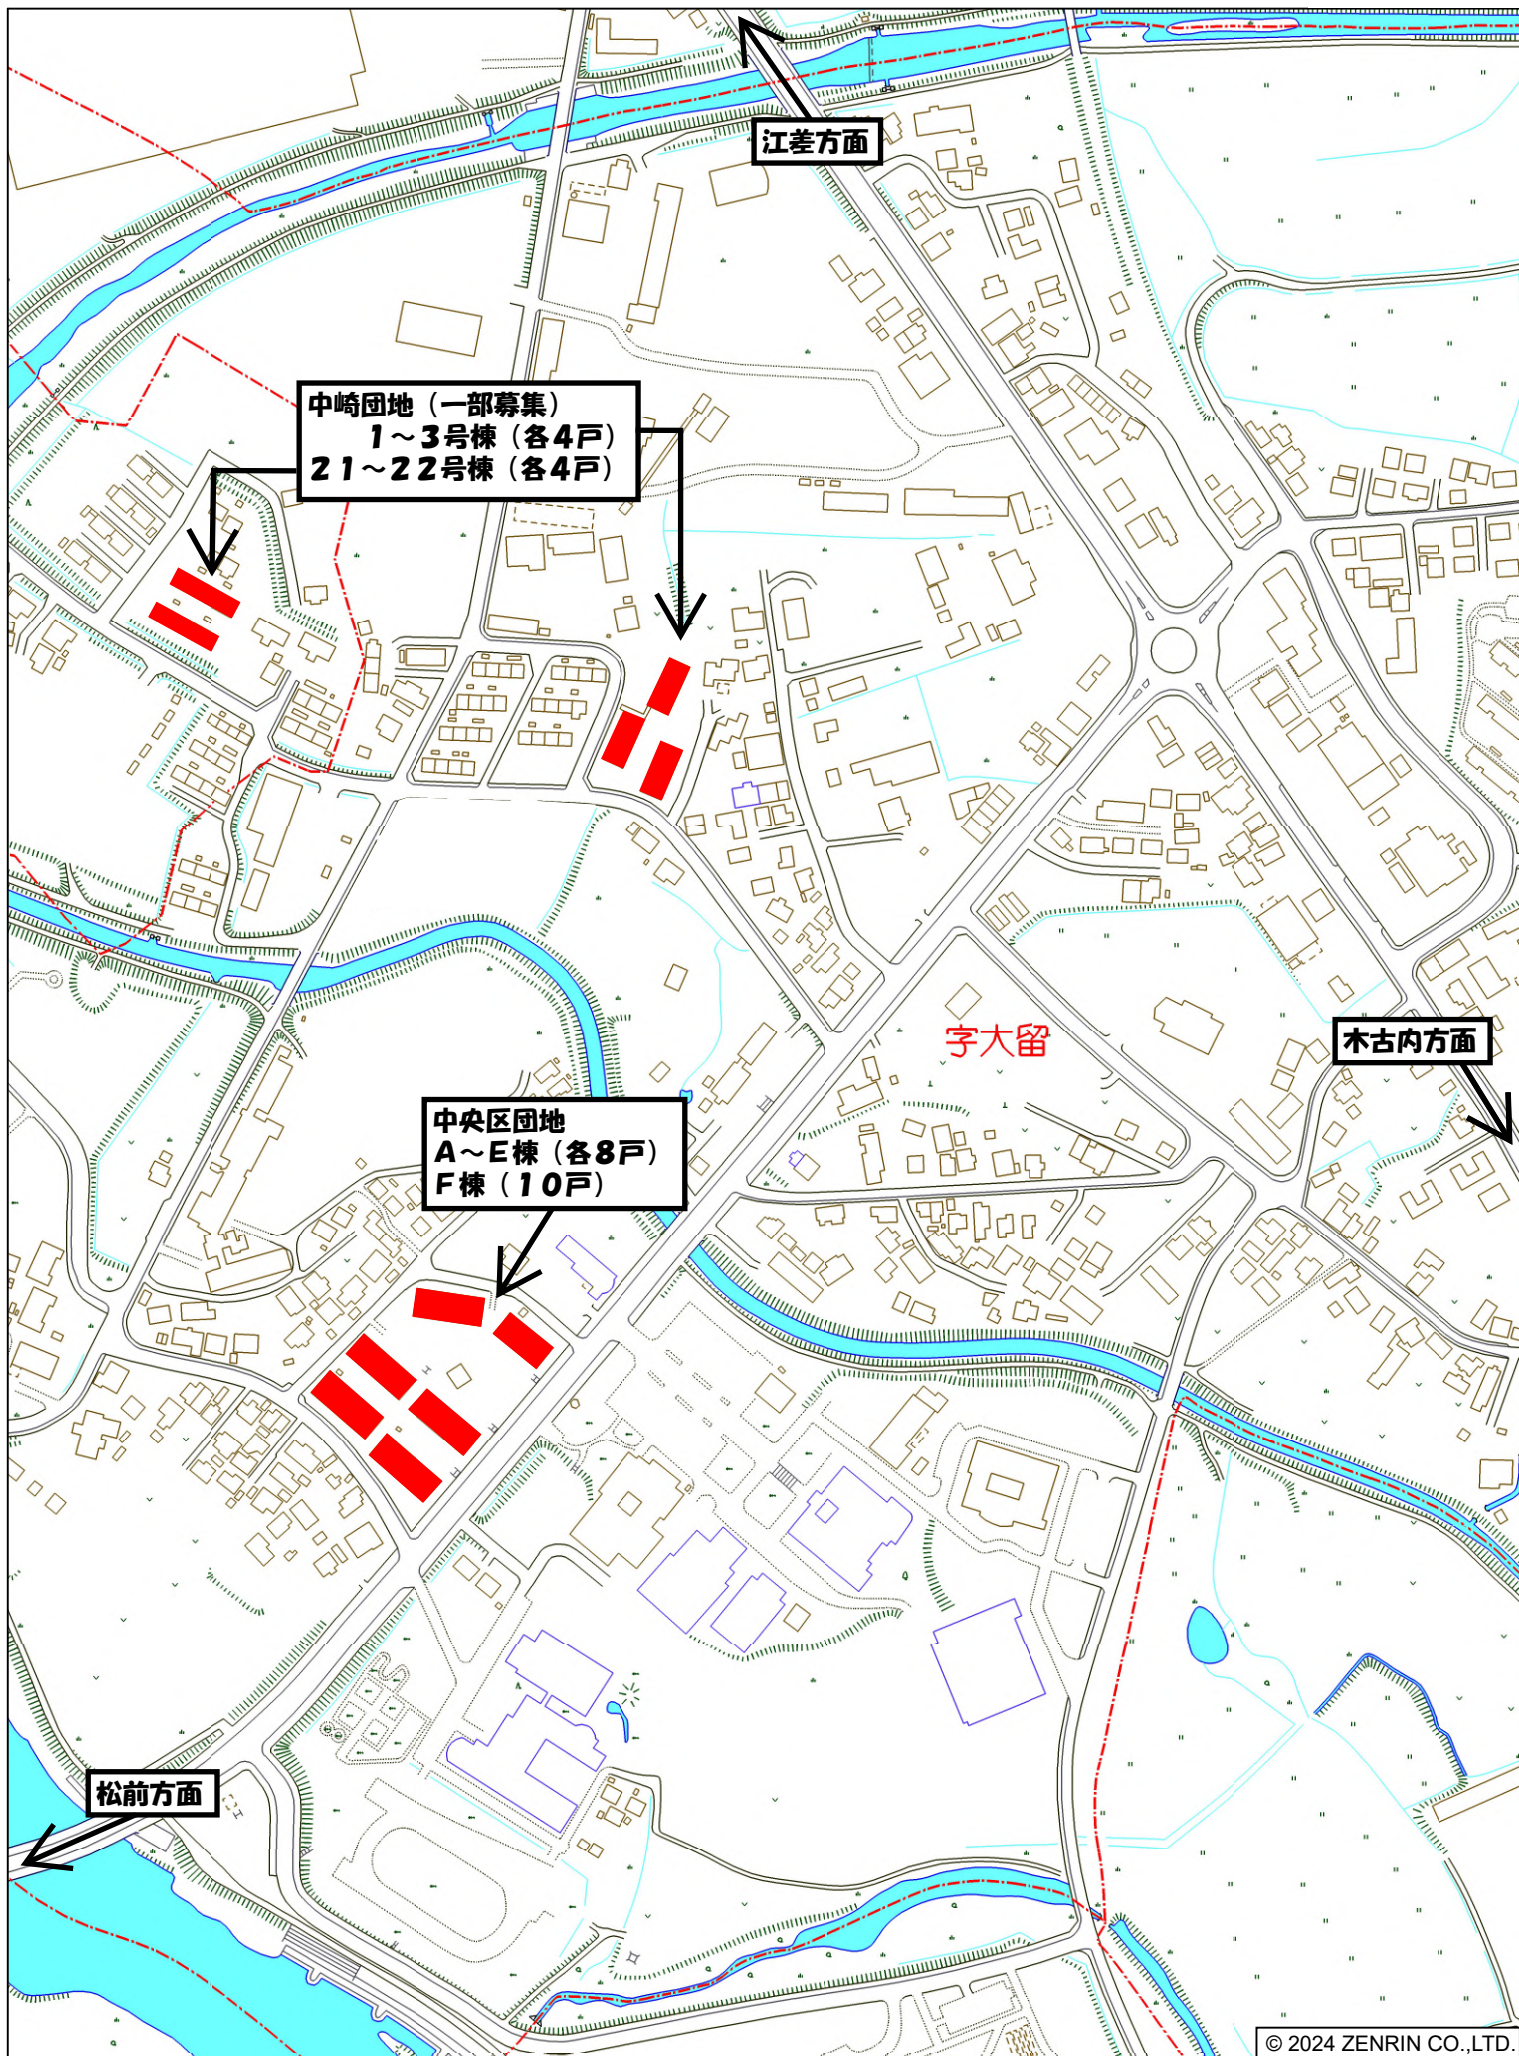 江差方面
中崎団地（一部募集）
１～３号棟（各４戸）
２１～２２号棟（各４戸）
字大留
木古内方面
中央区団地
Ａ～Ｅ棟（各８戸）
Ｆ棟（１０戸）
松前方面
© 2024 ZENRIN CO.,LTD.